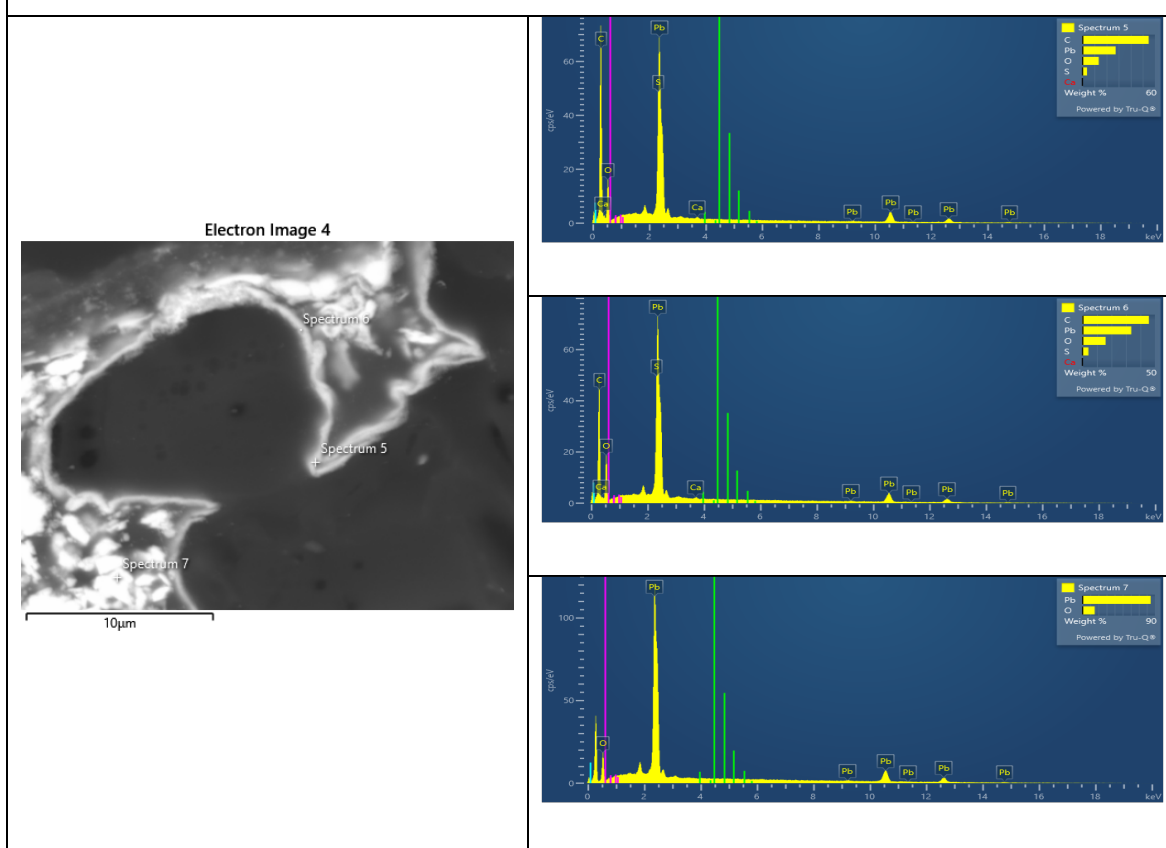 Electron Image 4
Spectrum 6
Spectrum 5
Spectrum 7
10µm
cps/eV
60
40
20
0
C
O
Ca
Pb
S
Ca
Pb
Pb
Pb
Pb
Pb
0
2
4
6
8
10
12
14
16
18
keV
Spectrum 5
C
Pb
O
S
Ca
Weight % 60
Powered by Tru-Q®
cps/eV
60
40
20
0
C
O
Ca
Pb
S
Ca
Pb
Pb
Pb
Pb
Pb
0
2
4
6
8
10
12
14
16
18
keV
Spectrum 6
C
Pb
O
S
Ca
Weight % 50
Powered by Tru-Q®
cps/eV
100
50
0
O
Pb
Pb
Pb
Pb
Pb
Pb
0
2
4
6
8
10
12
14
16
18
keV
Spectrum 7
Pb
O
Weight % 90
Powered by Tru-Q®